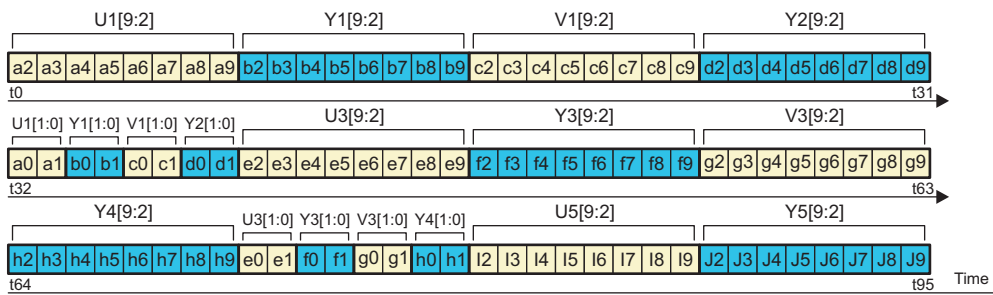 U1[9:2] Y1[9:2] V1[9:2] Y2[9:2]
a2 a3 a4 a5 a6 a7 a8 a9 b2 b3 b4 b5 b6 b7 b8 b9 c2 c3 c4 c5 c6 c7 c8 c9 d2 d3 d4 d5 d6 d7 d8 d9
t0 t31
U1[1:0] Y1[1:0] V1[1:0] Y2[1:0] U3[9:2] Y3[9:2] V3[9:2]
a0 a1 b0 b1 c0 c1 d0 d1 e2 e3 e4 e5 e6 e7 e8 e9 f2 f3 f4 f5 f6 f7 f8 f9 g2 g3 g4 g5 g6 g7 g8 g9
t32 t63
Y4[9:2] U3[1:0] Y3[1:0] V3[1:0] Y4[1:0] U5[9:2] Y5[9:2]
h2 h3 h4 h5 h6 h7 h8 h9 e0 e1 f0 f1 g0 g1 h0 h1 I2 I3 I4 I5 I6 I7 I8 I9 J2 J3 J4 J5 J6 J7 J8 J9
t64 t95 Time